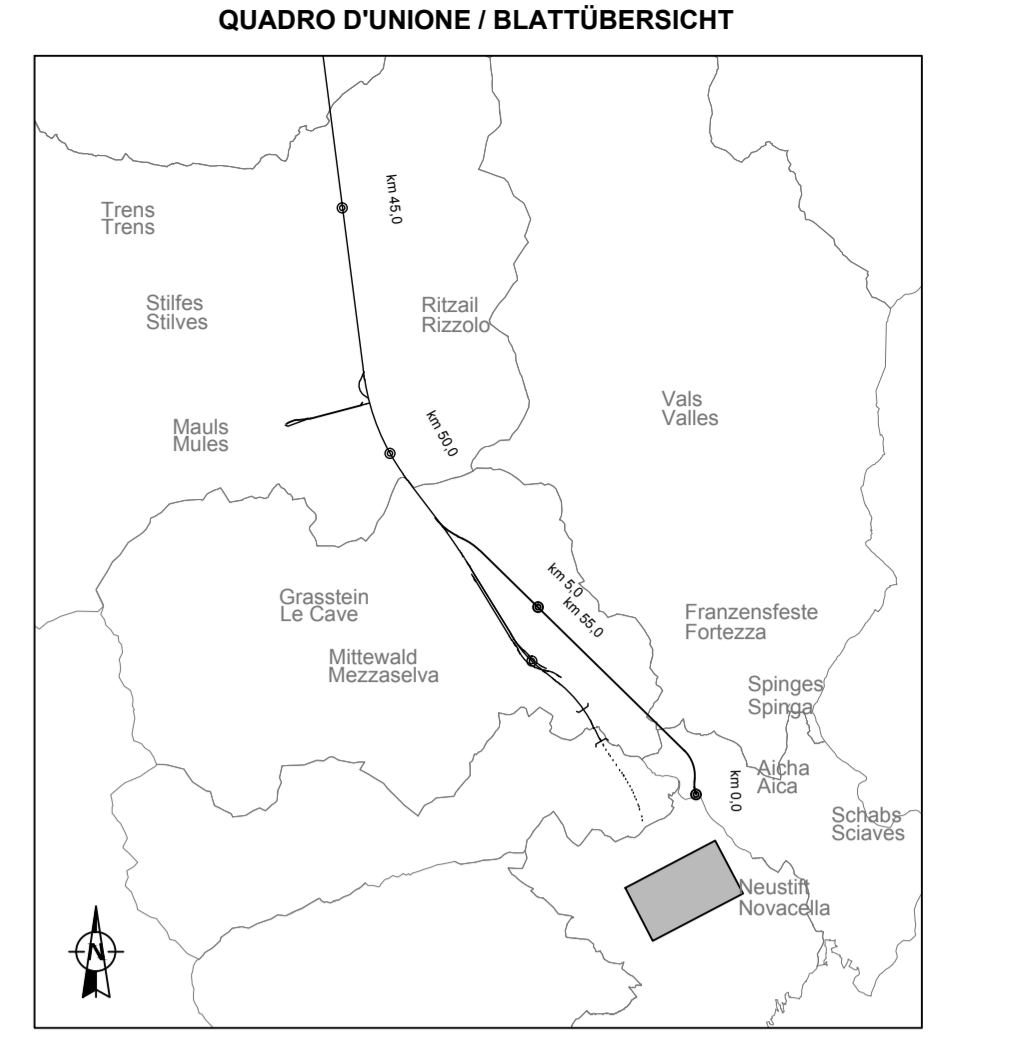 QUADRO D'UNIONE / BLATTÜBERSICHT
km 45,0
Trens
Trens
Stilfes
Stilves
Ritzail
Rizzolo
Vals
Valles
Mauls
Mules
km 50,0
km 5,0
km 55,0
Grasstein
Le Cave
Franzensfeste
Fortezza
Mittewald
Mezzaselva
Spinges
Spinga
Aicha
Aica
km 0,0
Schabs
Sciaves
Neustift
Novacella
N